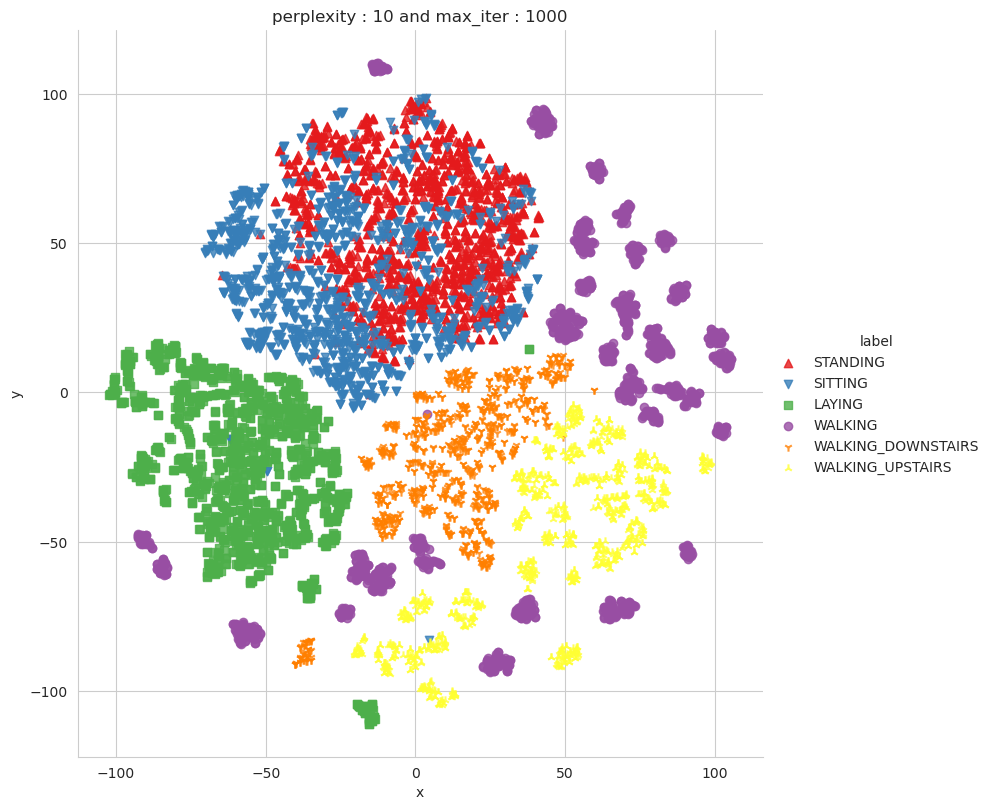 perplexity : 10 and max_iter : 1000
100
50
0
−50
−100
y
−100
−50
0
50
100
x
label
STANDING
SITTING
LAYING
WALKING
WALKING_DOWNSTAIRS
WALKING_UPSTAIRS